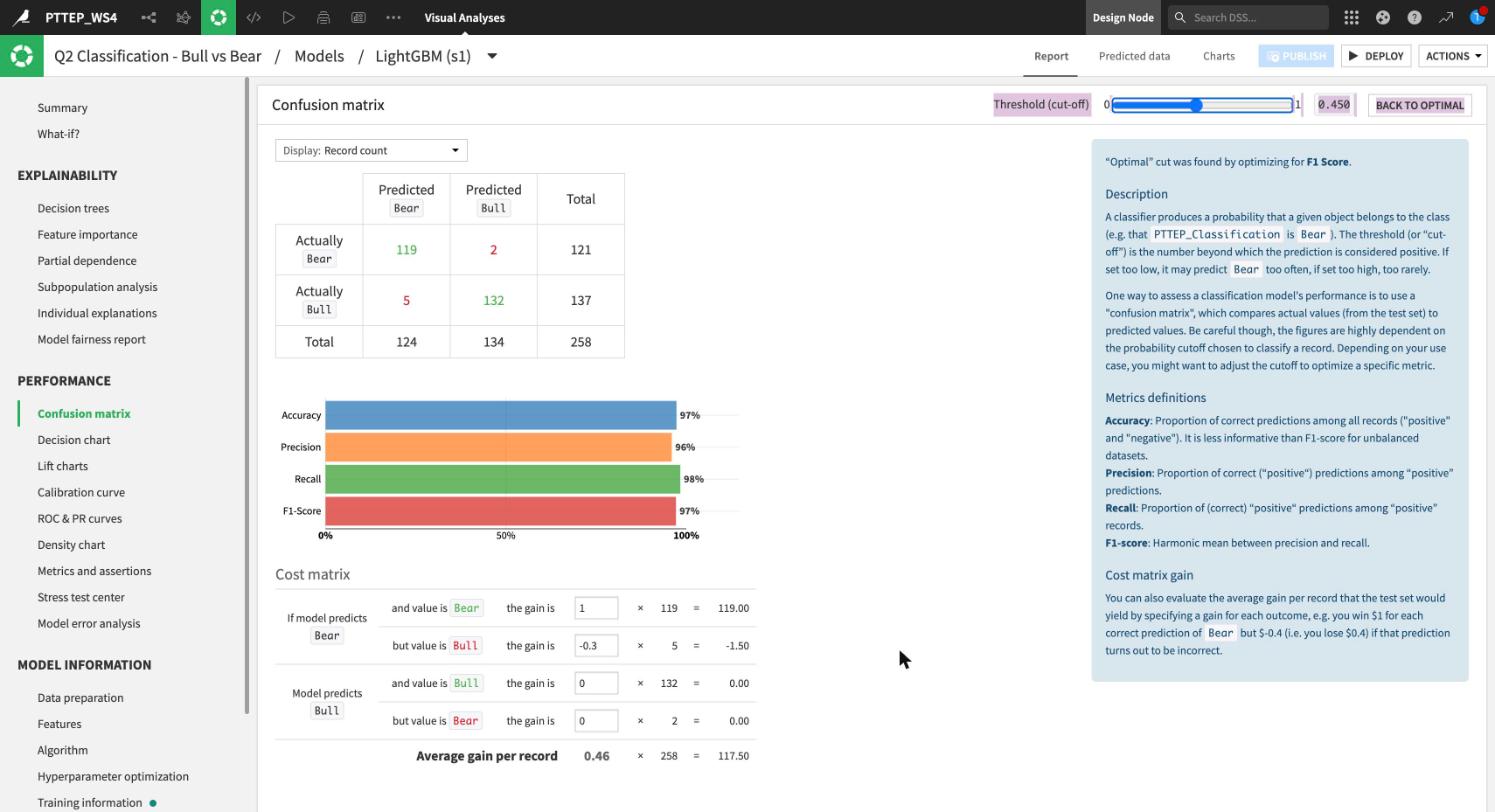 PTTEP_WS4
Visual Analyses
Design Node
Search DSS...
Q2 Classification - Bull vs Bear / Models / LightGBM (s1)
Report
Predicted data
Charts
PUBLISH
DEPLOY
ACTIONS
Summary
What-if?
EXPLAINABILITY
Decision trees
Feature importance
Partial dependence
Subpopulation analysis
Individual explanations
Model fairness report
PERFORMANCE
Confusion matrix
Decision chart
Lift charts
Calibration curve
ROC & PR curves
Density chart
Metrics and assertions
Stress test center
Model error analysis
MODEL INFORMATION
Data preparation
Features
Algorithm
Hyperparameter optimization
Training information
Confusion matrix
Threshold (cut-off) 0 1 0.450 BACK TO OPTIMAL
Display: Record count
Predicted Bear Predicted Bull Total
Actually Bear 119 2 121
Actually Bull 5 132 137
Total 124 134 258
Accuracy 97%
Precision 96%
Recall 98%
F1-Score 97%
0% 50% 100%
Cost matrix
If model predicts Bear
and value is Bear the gain is 1 × 119 = 119.00
but value is Bull the gain is -0.3 × 5 = -1.50
Model predicts Bull
and value is Bull the gain is 0 × 132 = 0.00
but value is Bear the gain is 0 × 2 = 0.00
Average gain per record 0.46 × 258 = 117.50
“Optimal” cut was found by optimizing for F1 Score.
Description
A classifier produces a probability that a given object belongs to the class
(e.g. that PTTEP_Classification is Bear ). The threshold (or “cut-
off”) is the number beyond which the prediction is considered positive. If
set too low, it may predict Bear too often, if set too high, too rarely.
One way to assess a classification model's performance is to use a
"confusion matrix", which compares actual values (from the test set) to
predicted values. Be careful though, the figures are highly dependent on
the probability cutoff chosen to classify a record. Depending on your use
case, you might want to adjust the cutoff to optimize a specific metric.
Metrics definitions
Accuracy: Proportion of correct predictions among all records ("positive"
and "negative"). It is less informative than F1-score for unbalanced
datasets.
Precision: Proportion of correct (“positive“) predictions among “positive”
predictions.
Recall: Proportion of (correct) “positive“ predictions among “positive”
records.
F1-score: Harmonic mean between precision and recall.
Cost matrix gain
You can also evaluate the average gain per record that the test set would
yield by specifying a gain for each outcome, e.g. you win $1 for each
correct prediction of Bear but $-0.4 (i.e. you lose $0.4) if that prediction
turns out to be incorrect.